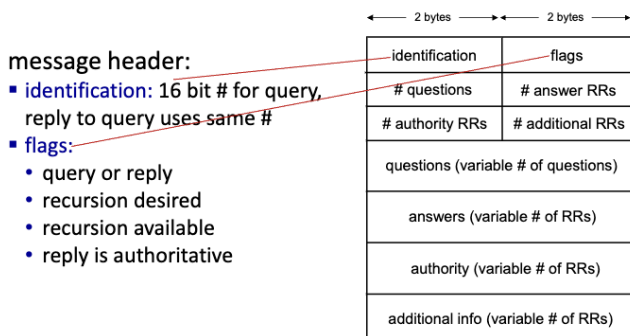 2 bytes 2 bytes
message header:
▪ identification: 16 bit # for query,
reply to query uses same #
▪ flags:
• query or reply
• recursion desired
• recursion available
• reply is authoritative
identification flags
# questions # answer RRs
# authority RRs # additional RRs
questions (variable # of questions)
answers (variable # of RRs)
authority (variable # of RRs)
additional info (variable # of RRs)